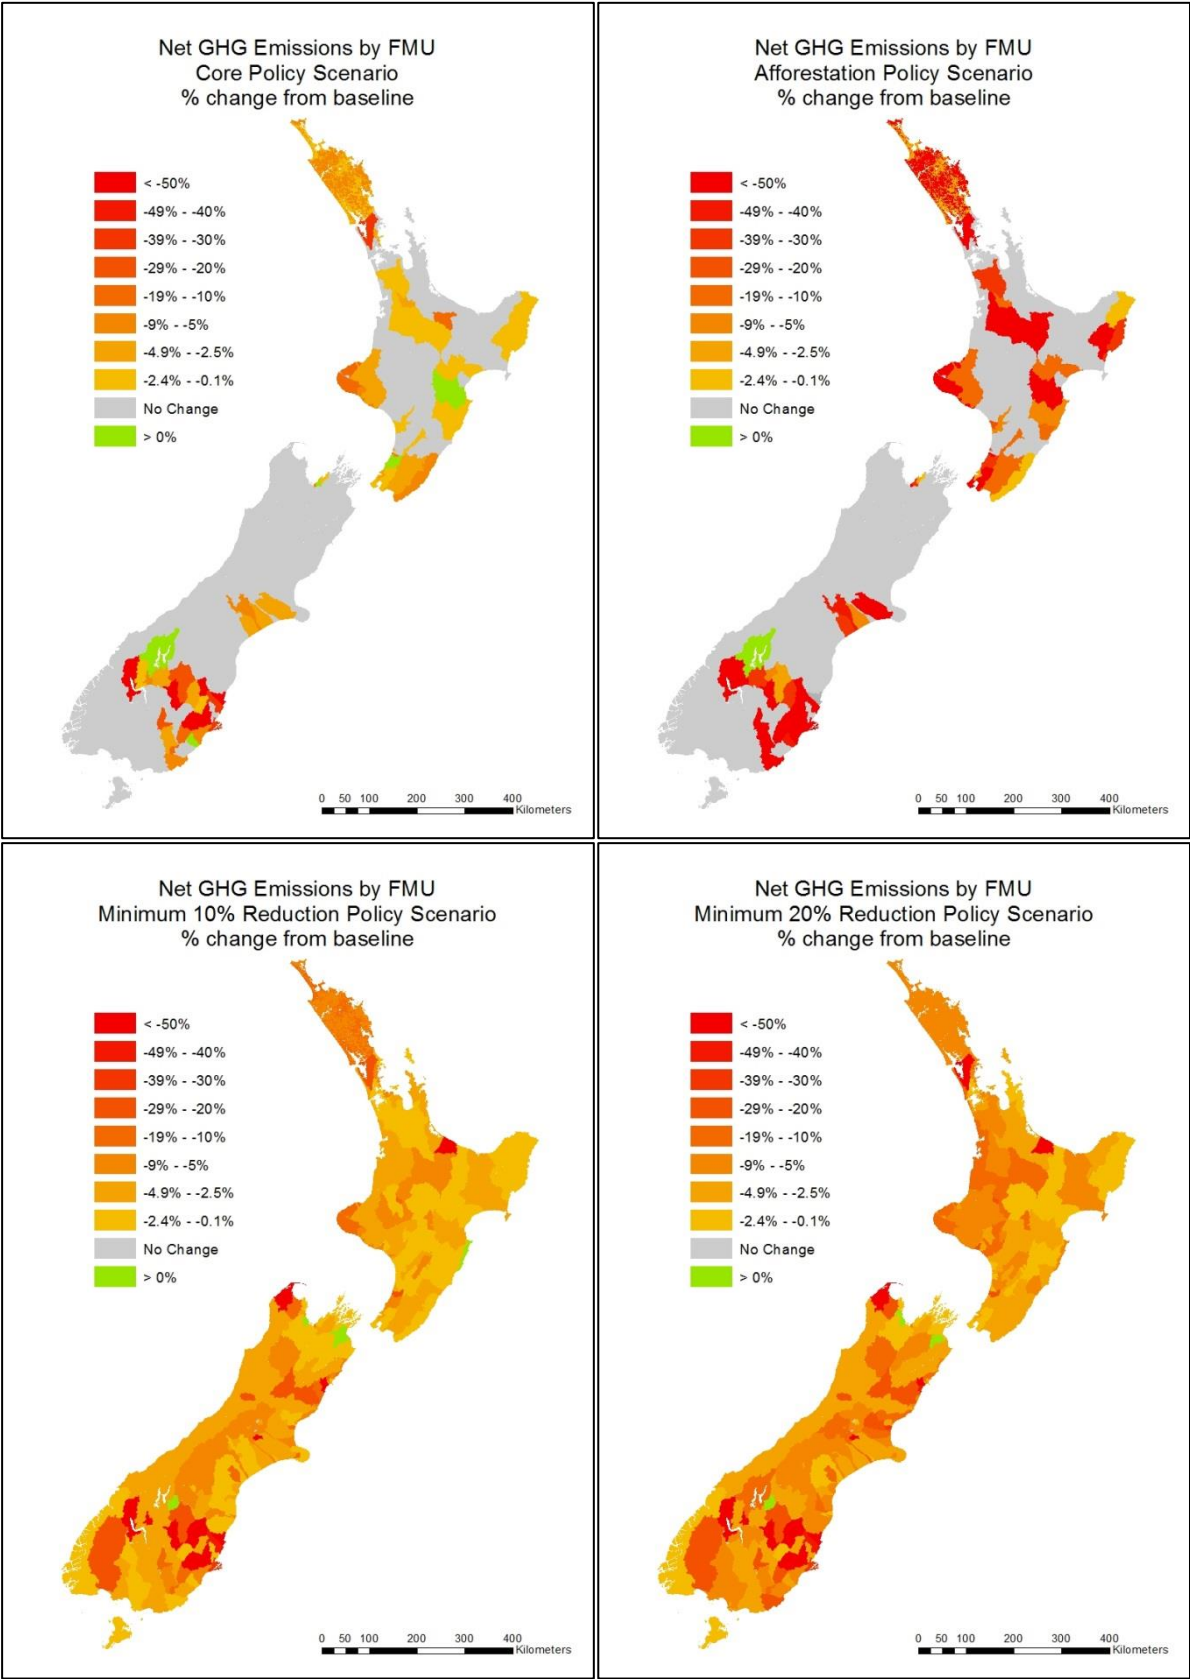 Net GHG Emissions by FMU
Core Policy Scenario
% change from baseline
< -50%
-49% - -40%
-39% - -30%
-29% - -20%
-19% - -10%
-9% - -5%
-4.9% - -2.5%
-2.4% - -0.1%
No Change
> 0%
0 50 100 200 300 400
Kilometers
Net GHG Emissions by FMU
Afforestation Policy Scenario
% change from baseline
< -50%
-49% - -40%
-39% - -30%
-29% - -20%
-19% - -10%
-9% - -5%
-4.9% - -2.5%
-2.4% - -0.1%
No Change
> 0%
0 50 100 200 300 400
Kilometers
Net GHG Emissions by FMU
Minimum 10% Reduction Policy Scenario
% change from baseline
< -50%
-49% - -40%
-39% - -30%
-29% - -20%
-19% - -10%
-9% - -5%
-4.9% - -2.5%
-2.4% - -0.1%
No Change
> 0%
0 50 100 200 300 400
Kilometers
Net GHG Emissions by FMU
Minimum 20% Reduction Policy Scenario
% change from baseline
< -50%
-49% - -40%
-39% - -30%
-29% - -20%
-19% - -10%
-9% - -5%
-4.9% - -2.5%
-2.4% - -0.1%
No Change
> 0%
0 50 100 200 300 400
Kilometers